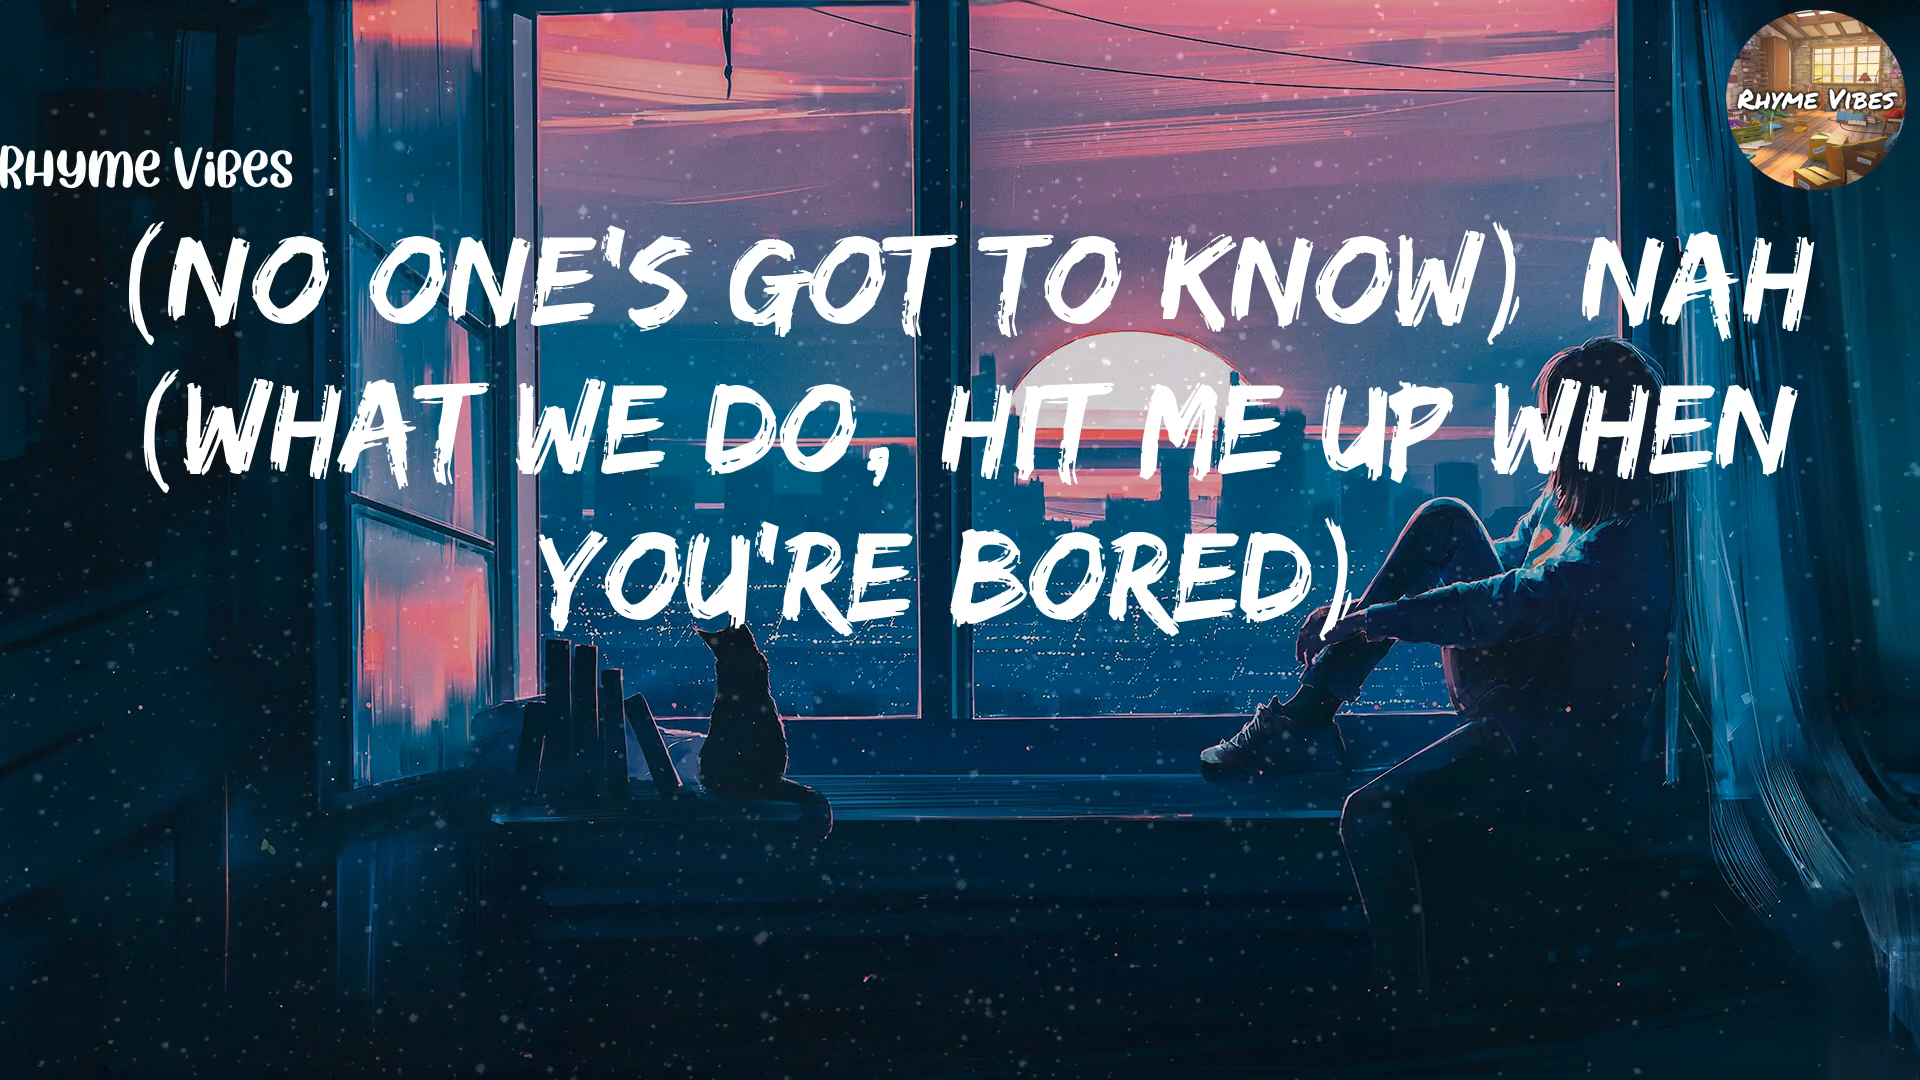 Rhyme Vibes
RHYME VIBES
(NO ONE'S GOT TO KNOW) NAH
(WHAT WE DO, HIT ME UP WHEN
YOU'RE BORED)